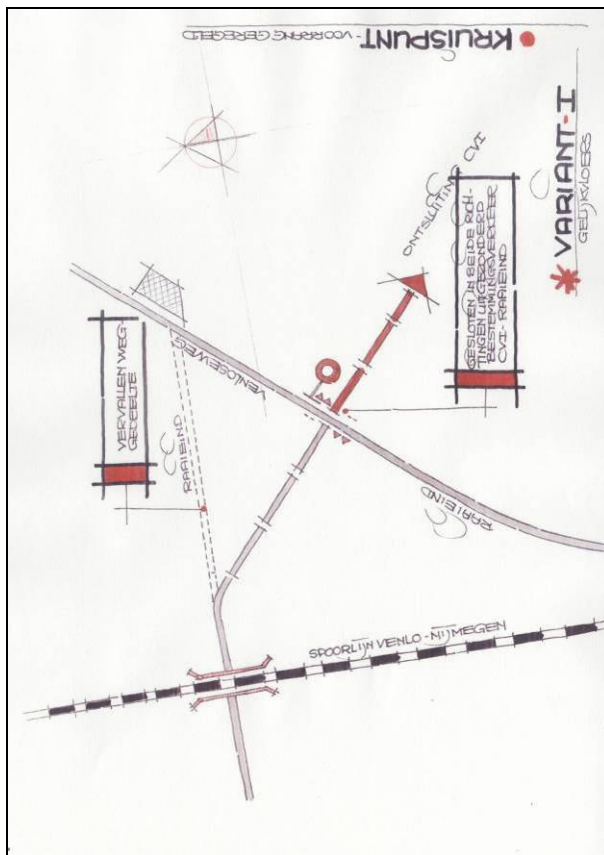 KRUISPUNT - VOORRANG GEREGELD
VARIANT-I
GELIJKVLOERS
ONTSLUITING CVI
GESLOTEN IN BEIDE RICH-
TINGEN UITGEZONDERD
BESTEMMINGSVERKEER
CVI-RAAIEIND
VENLOSEWEG
VERVALLEN WEG-
GEDEELTE
RAAIEIND
RAAIEIND
SPOORLIJN VENLO-NIJMEGEN